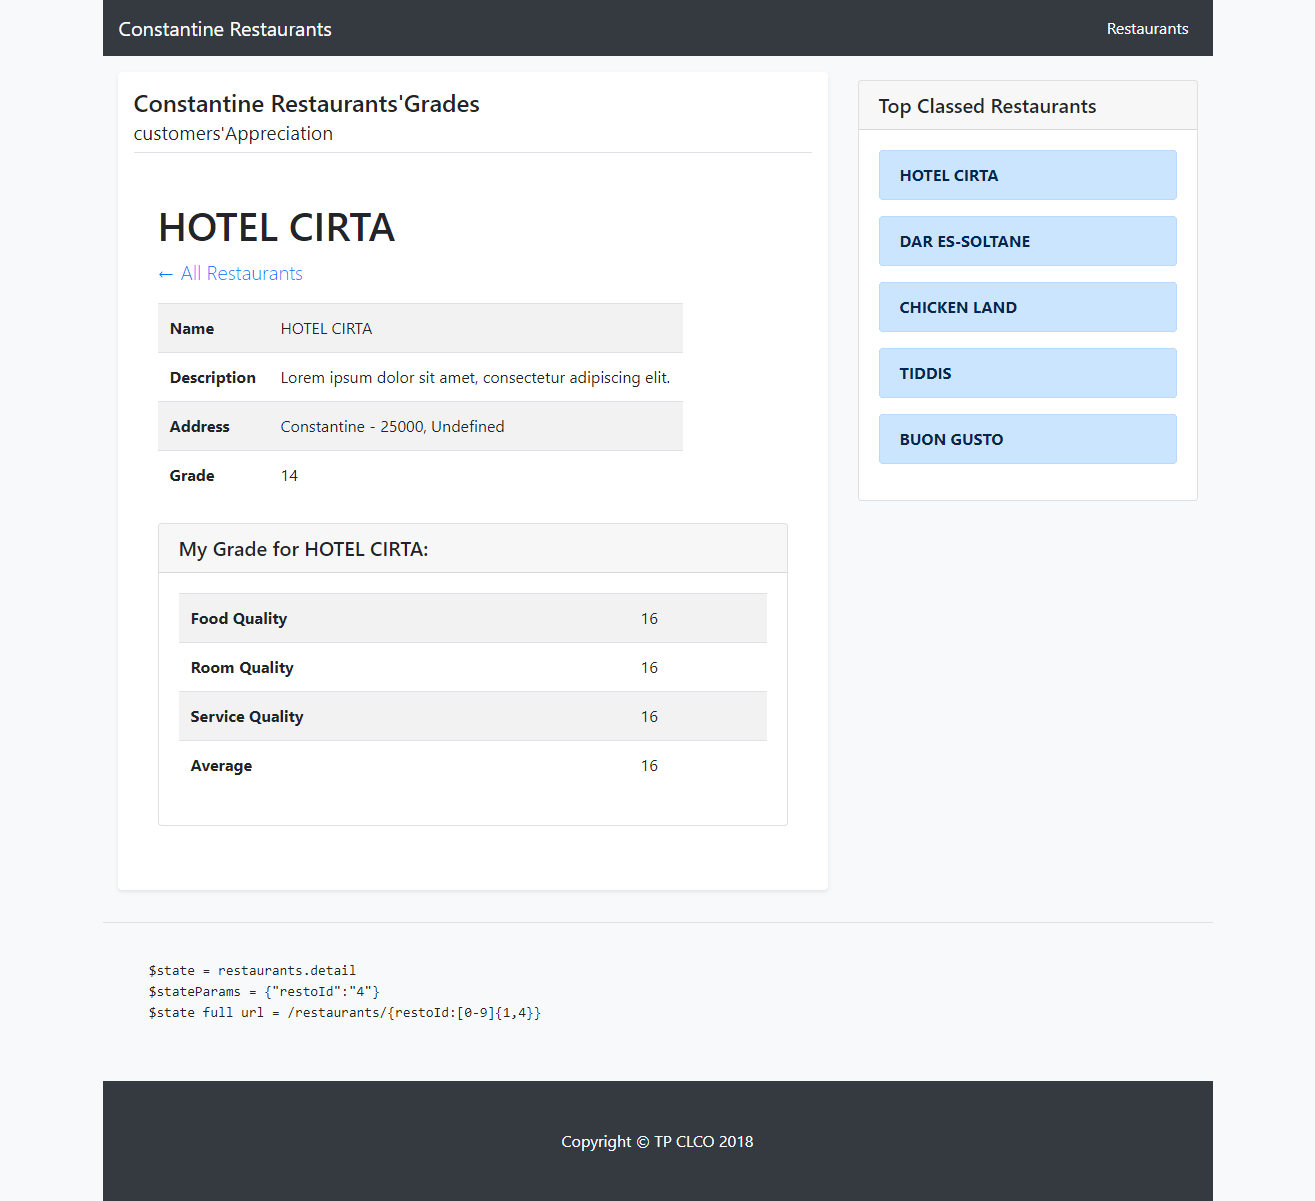 Constantine Restaurants
Restaurants
Constantine Restaurants'Grades
customers'Appreciation
HOTEL CIRTA
← All Restaurants
Name HOTEL CIRTA
Description Lorem ipsum dolor sit amet, consectetur adipiscing elit.
Address Constantine - 25000, Undefined
Grade 14
My Grade for HOTEL CIRTA:
Food Quality 16
Room Quality 16
Service Quality 16
Average 16
Top Classed Restaurants
HOTEL CIRTA
DAR ES-SOLTANE
CHICKEN LAND
TIDDIS
BUON GUSTO
$state = restaurants.detail
$stateParams = {"restoId":"4"}
$state full url = /restaurants/{restoId:[0-9]{1,4}}
Copyright © TP CLCO 2018